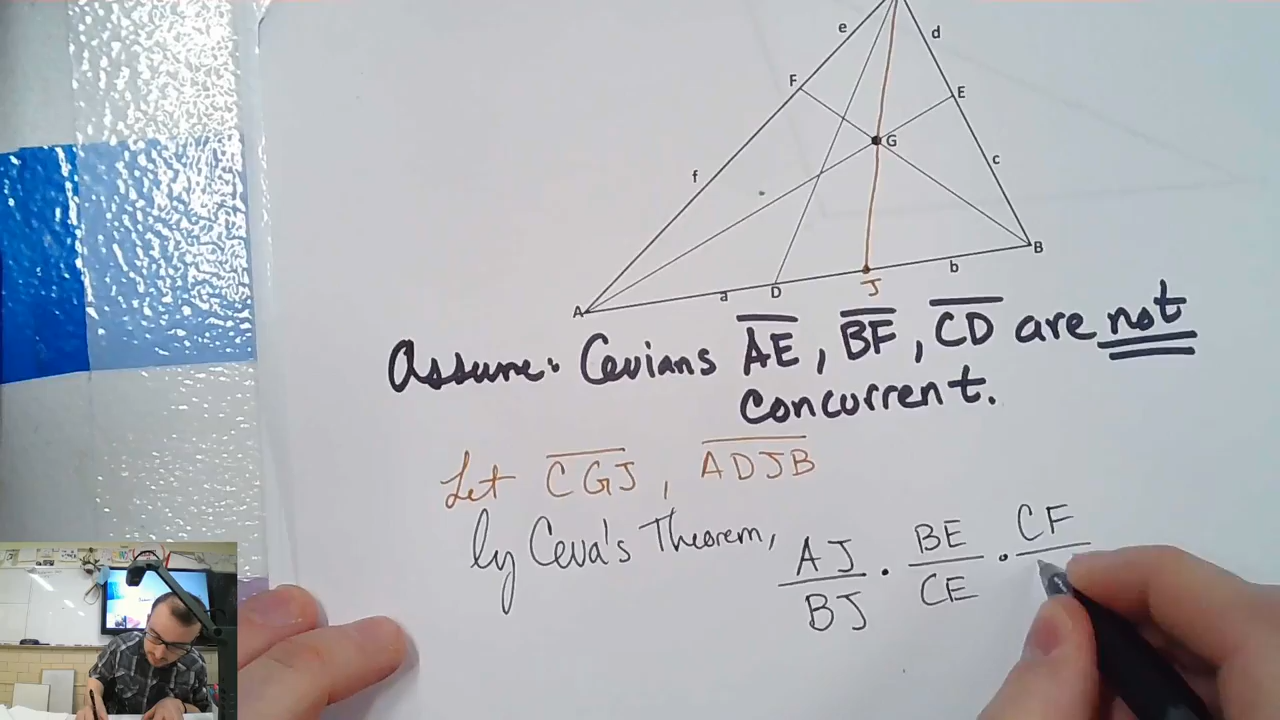 e
d
F
E
G
f
c
B
b
a
D
J
A
Assume: Cevians AE, BF, CD are not
concurrent.
Let CGJ, ADJB
by Ceva's Theorem, AJ/BJ · BE/CE · CF